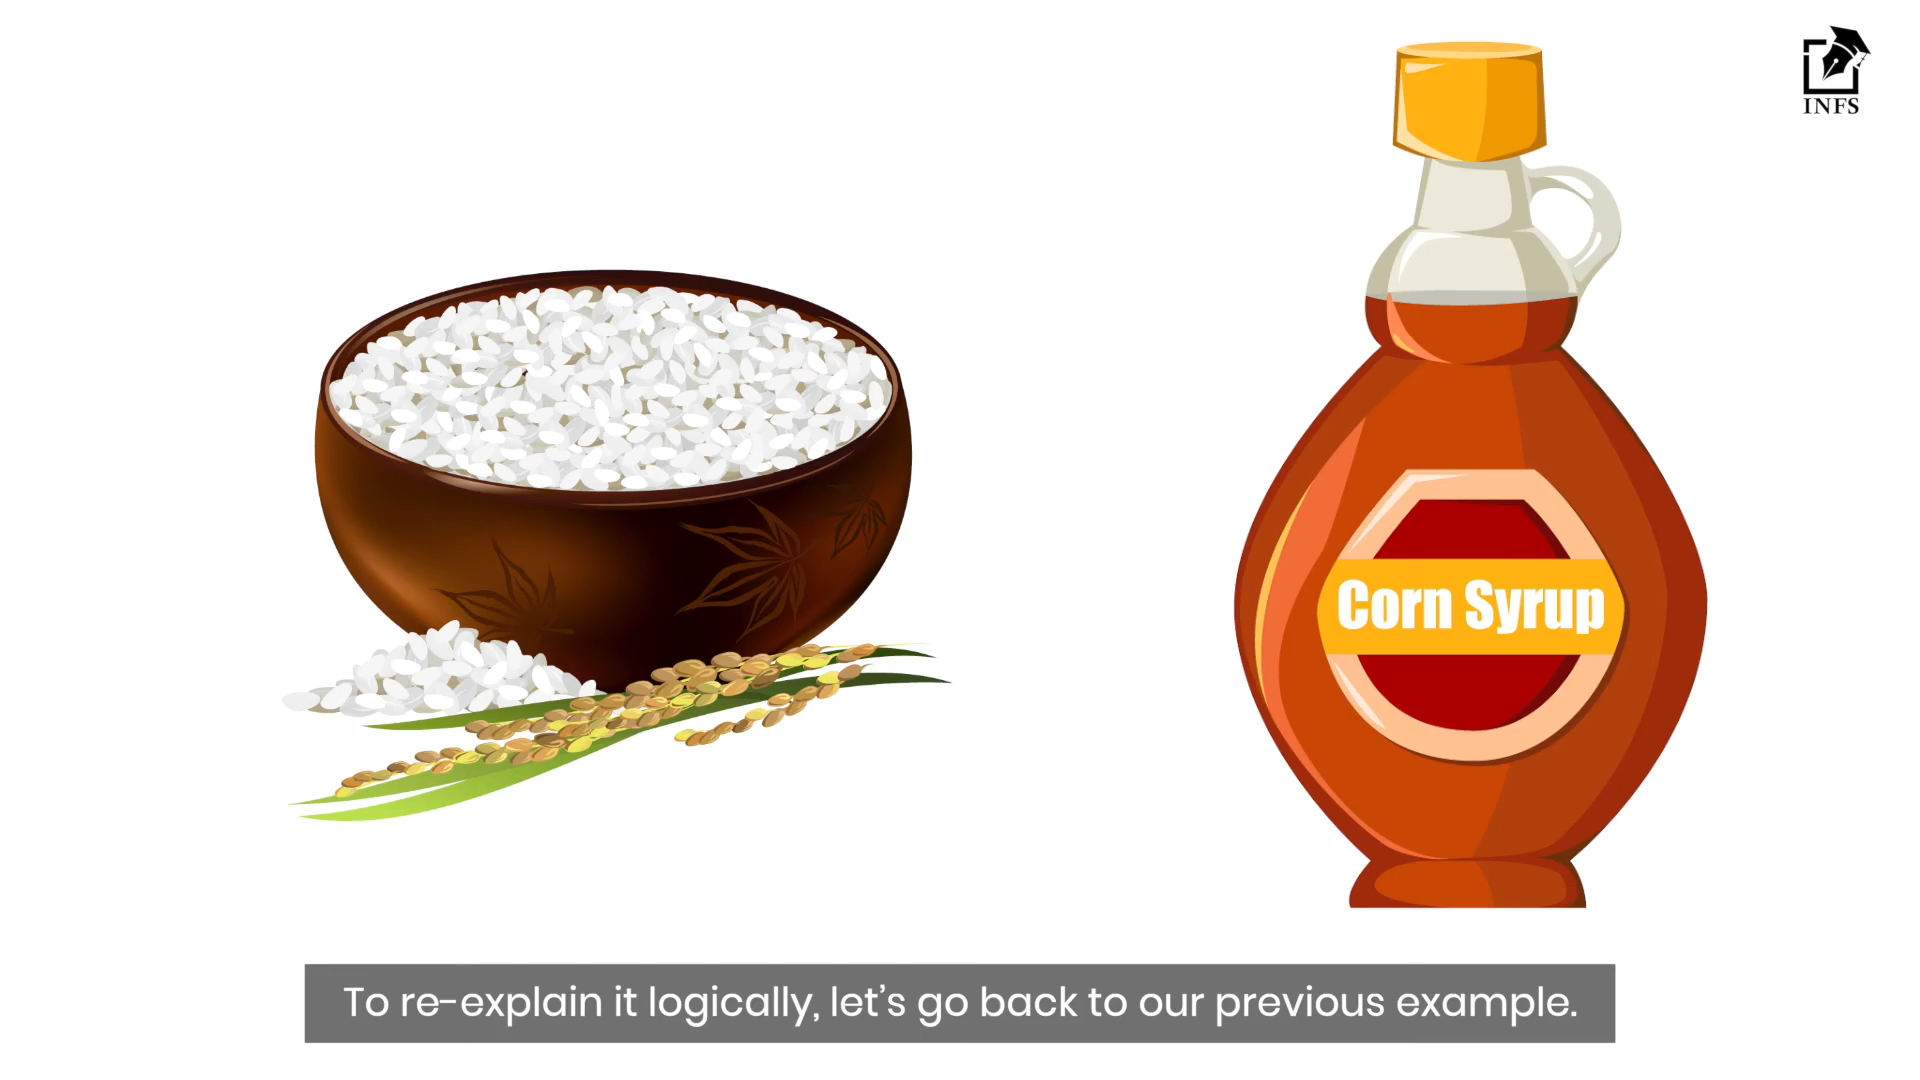 INFS
Corn Syrup
To re-explain it logically, let's go back to our previous example.